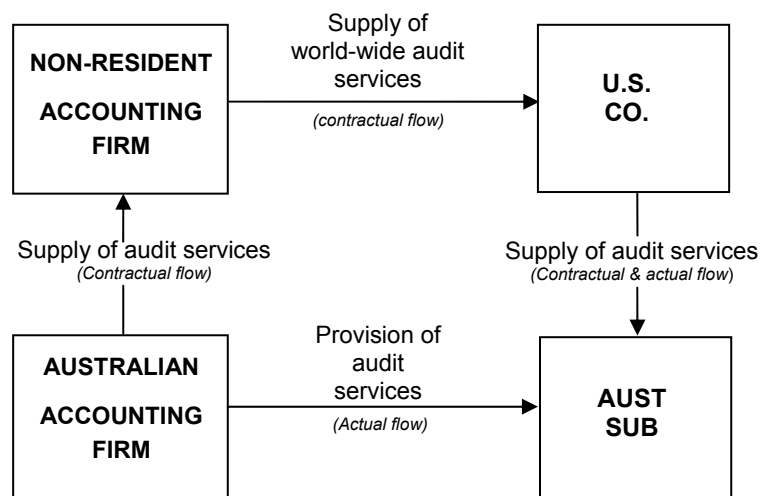 NON-RESIDENT
ACCOUNTING
FIRM
Supply of
world-wide audit
services
(contractual flow)
U.S.
CO.
Supply of audit services
(Contractual flow)
Supply of audit services
(Contractual & actual flow)
AUSTRALIAN
ACCOUNTING
FIRM
Provision of
audit
services
(Actual flow)
AUST
SUB